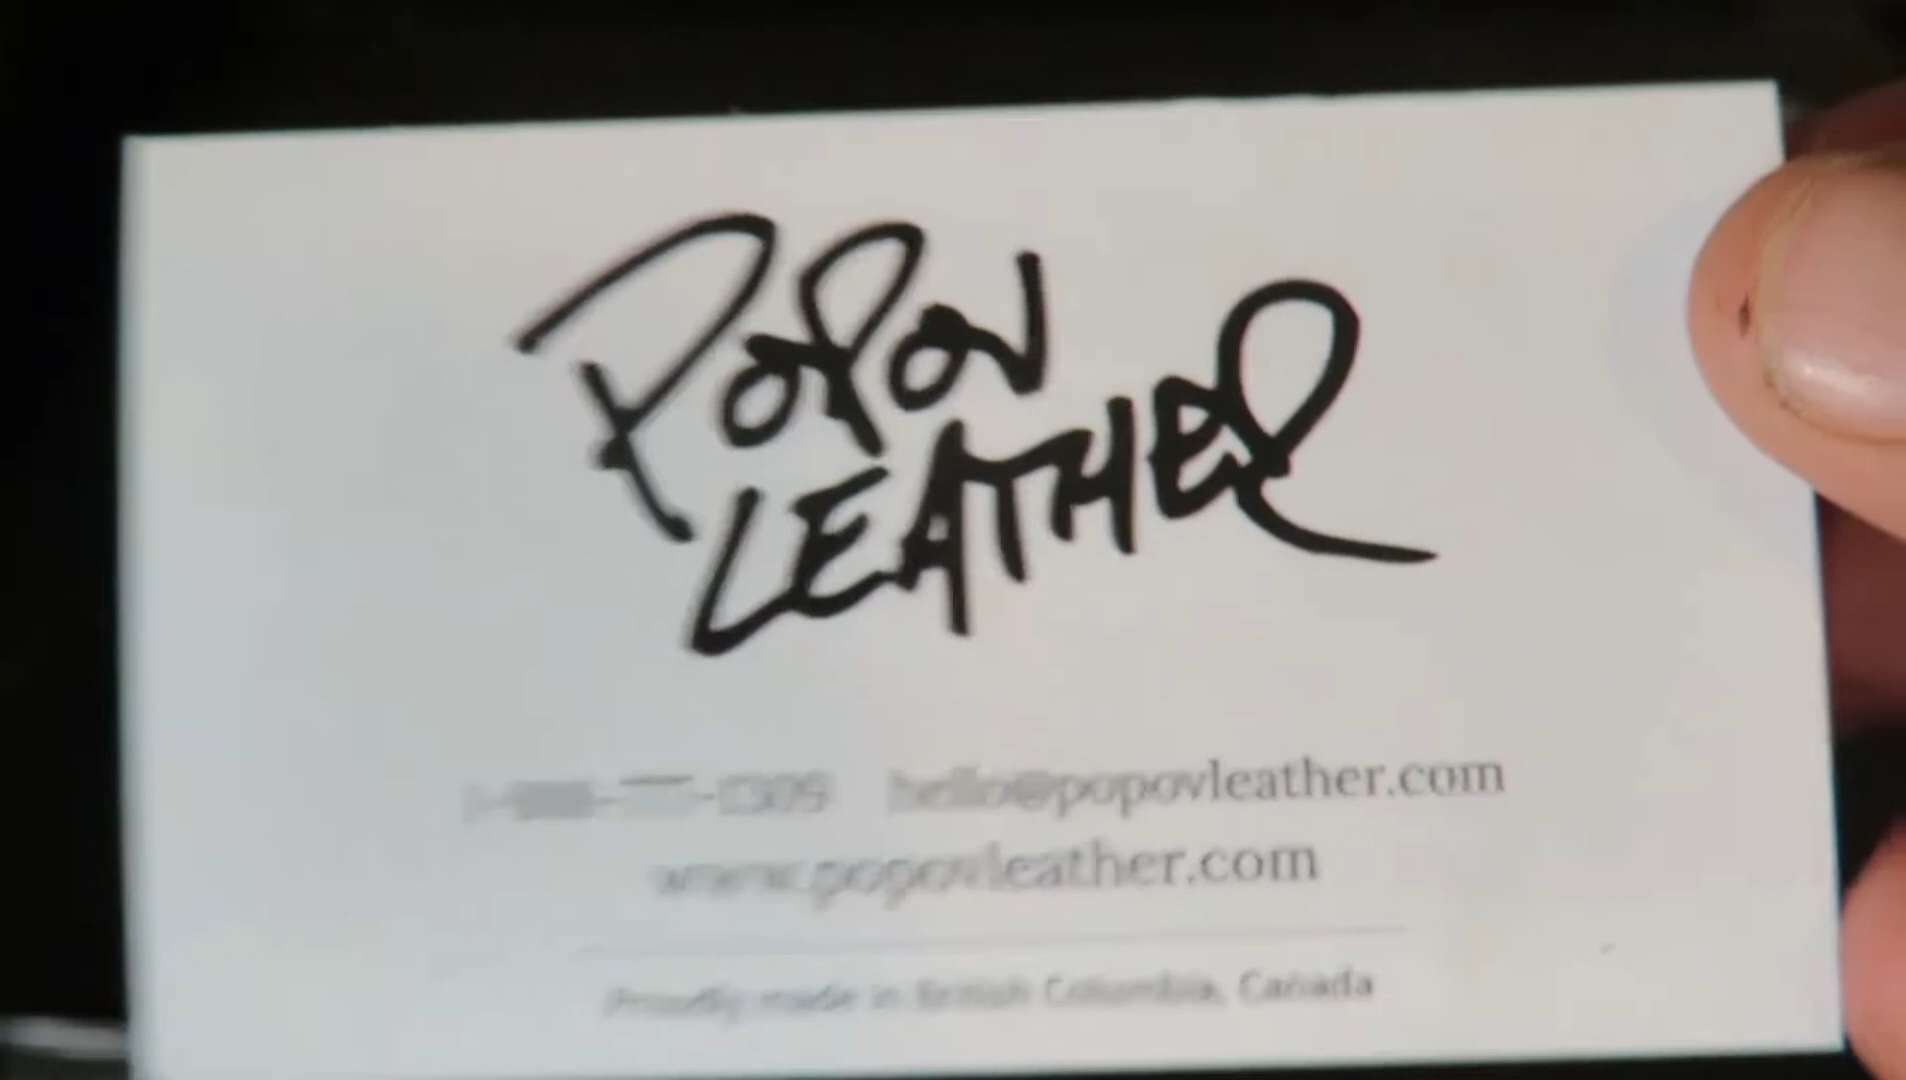 POPOV
LEATHER
hello@popovleather.com
www.popovleather.com
Proudly made in British Columbia, Canada